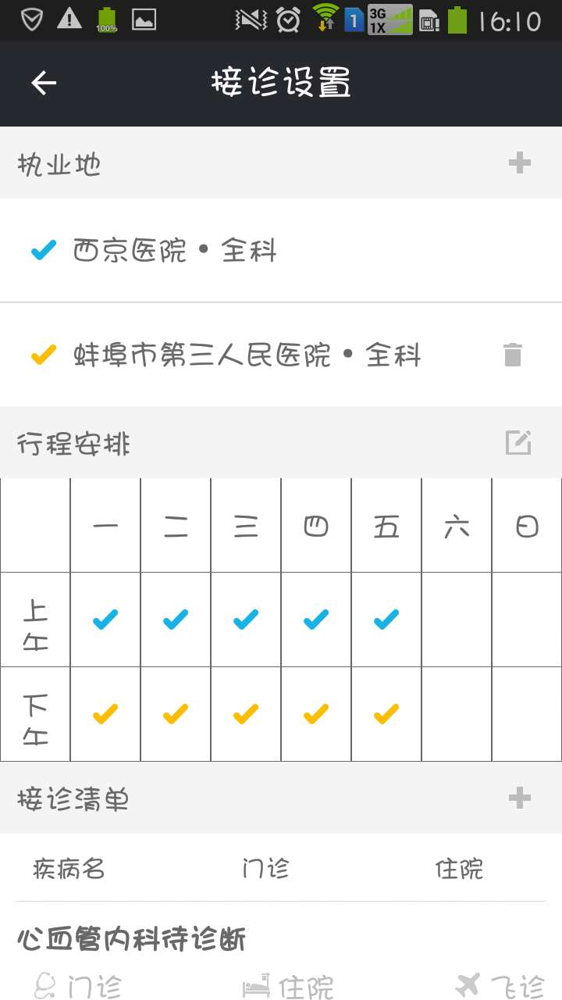 100% 1 3G 1X 16:10
接诊设置
执业地
西京医院 • 全科
蚌埠市第三人民医院 • 全科
行程安排
一 二 三 四 五 六 日
上午
下午
接诊清单
疾病名 门诊 住院
心血管内科待诊断
门诊 住院 飞诊